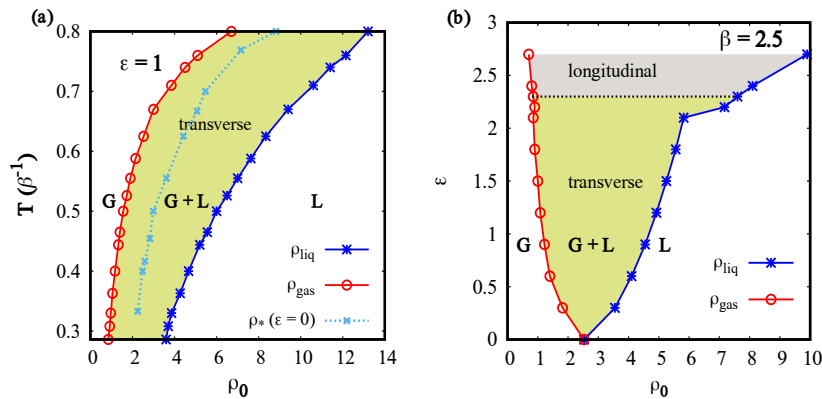 (a)
ε = 1
transverse
G
G + L
L
ρliq
ρgas
ρ* (ε = 0)
T (β⁻¹)
0.8
0.7
0.6
0.5
0.4
0.3
0 2 4 6 8 10 12 14
ρ0
(b)
β = 2.5
longitudinal
transverse
G
G + L
L
ρliq
ρgas
ε
3
2.5
2
1.5
1
0.5
0
0 1 2 3 4 5 6 7 8 9 10
ρ0